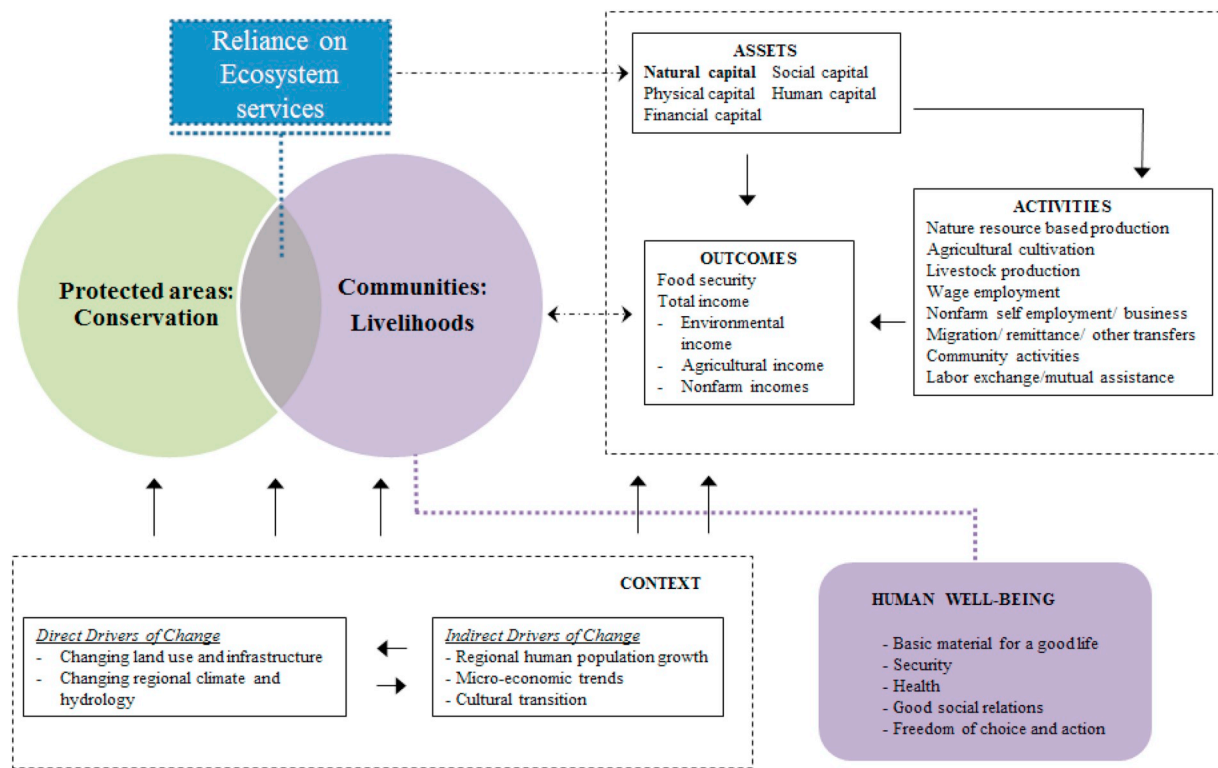 Reliance on
Ecosystem
services
Protected areas:
Conservation
Communities:
Livelihoods
ASSETS
Natural capital Social capital
Physical capital Human capital
Financial capital
ACTIVITIES
Nature resource based production
Agricultural cultivation
Livestock production
Wage employment
Nonfarm self employment/ business
Migration/ remittance/ other transfers
Community activities
Labor exchange/mutual assistance
OUTCOMES
Food security
Total income
- Environmental
income
- Agricultural income
- Nonfarm incomes
CONTEXT
Direct Drivers of Change
- Changing land use and infrastructure
- Changing regional climate and
hydrology
Indirect Drivers of Change
- Regional human population growth
- Micro-economic trends
- Cultural transition
HUMAN WELL-BEING
- Basic material for a good life
- Security
- Health
- Good social relations
- Freedom of choice and action